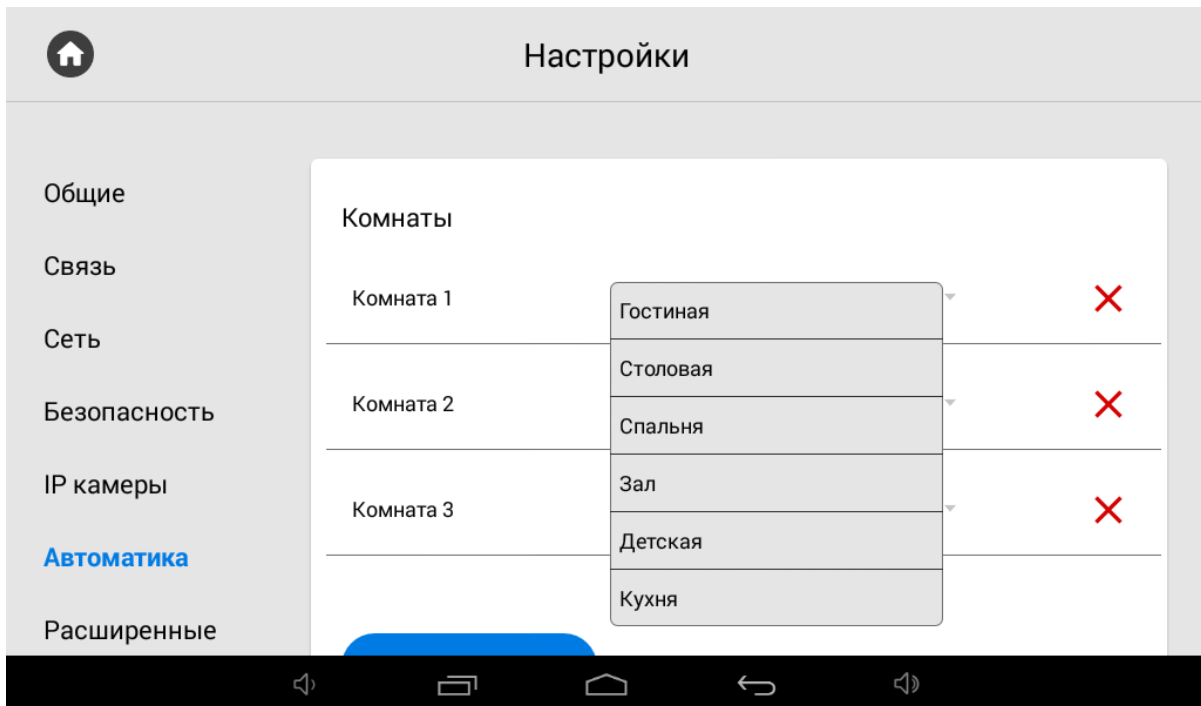 Настройки
Общие
Связь
Сеть
Безопасность
IP камеры
Автоматика
Расширенные
Комнаты
Комната 1
Комната 2
Комната 3
Гостиная
Столовая
Спальня
Зал
Детская
Кухня